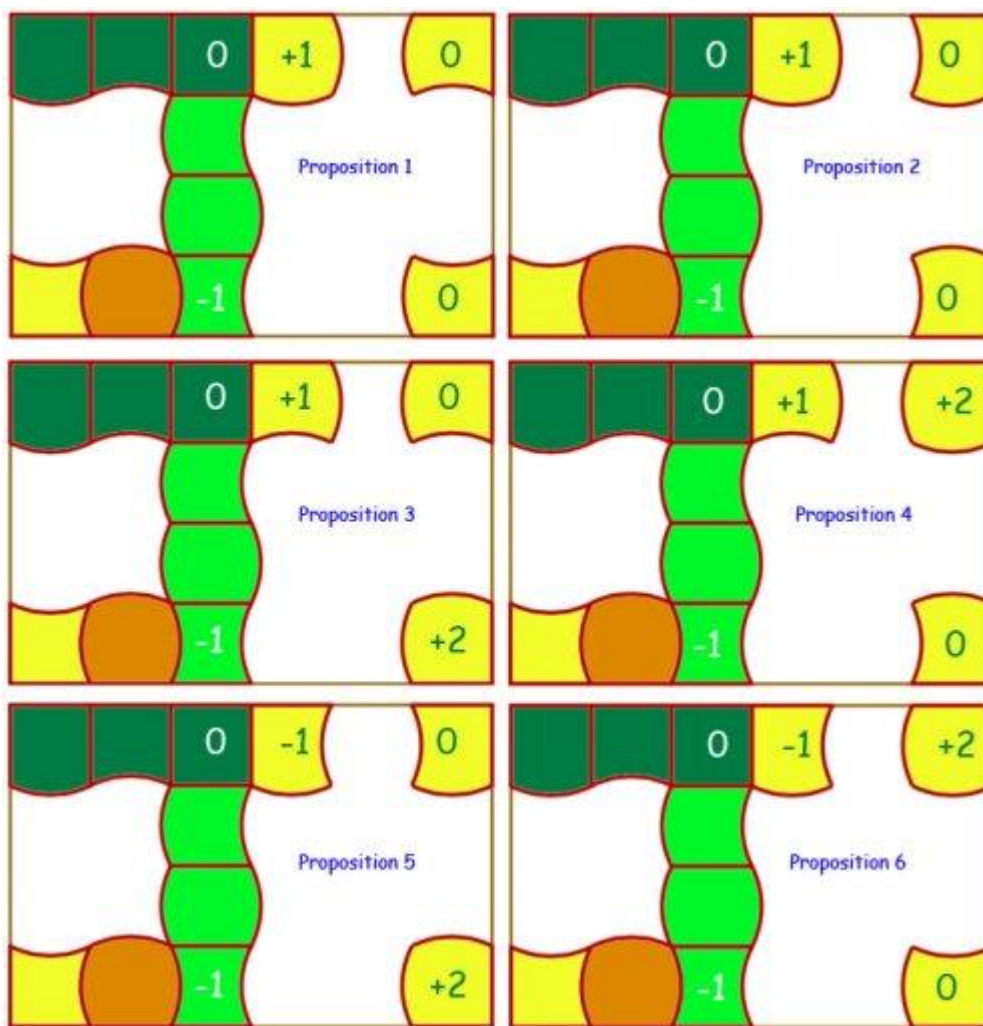 0 +1 0 0 +1 0
Proposition 1 Proposition 2
-1 0 -1 0
0 +1 0 0 +1 +2
Proposition 3 Proposition 4
-1 +2 -1 0
0 -1 0 0 -1 +2
Proposition 5 Proposition 6
-1 +2 -1 0